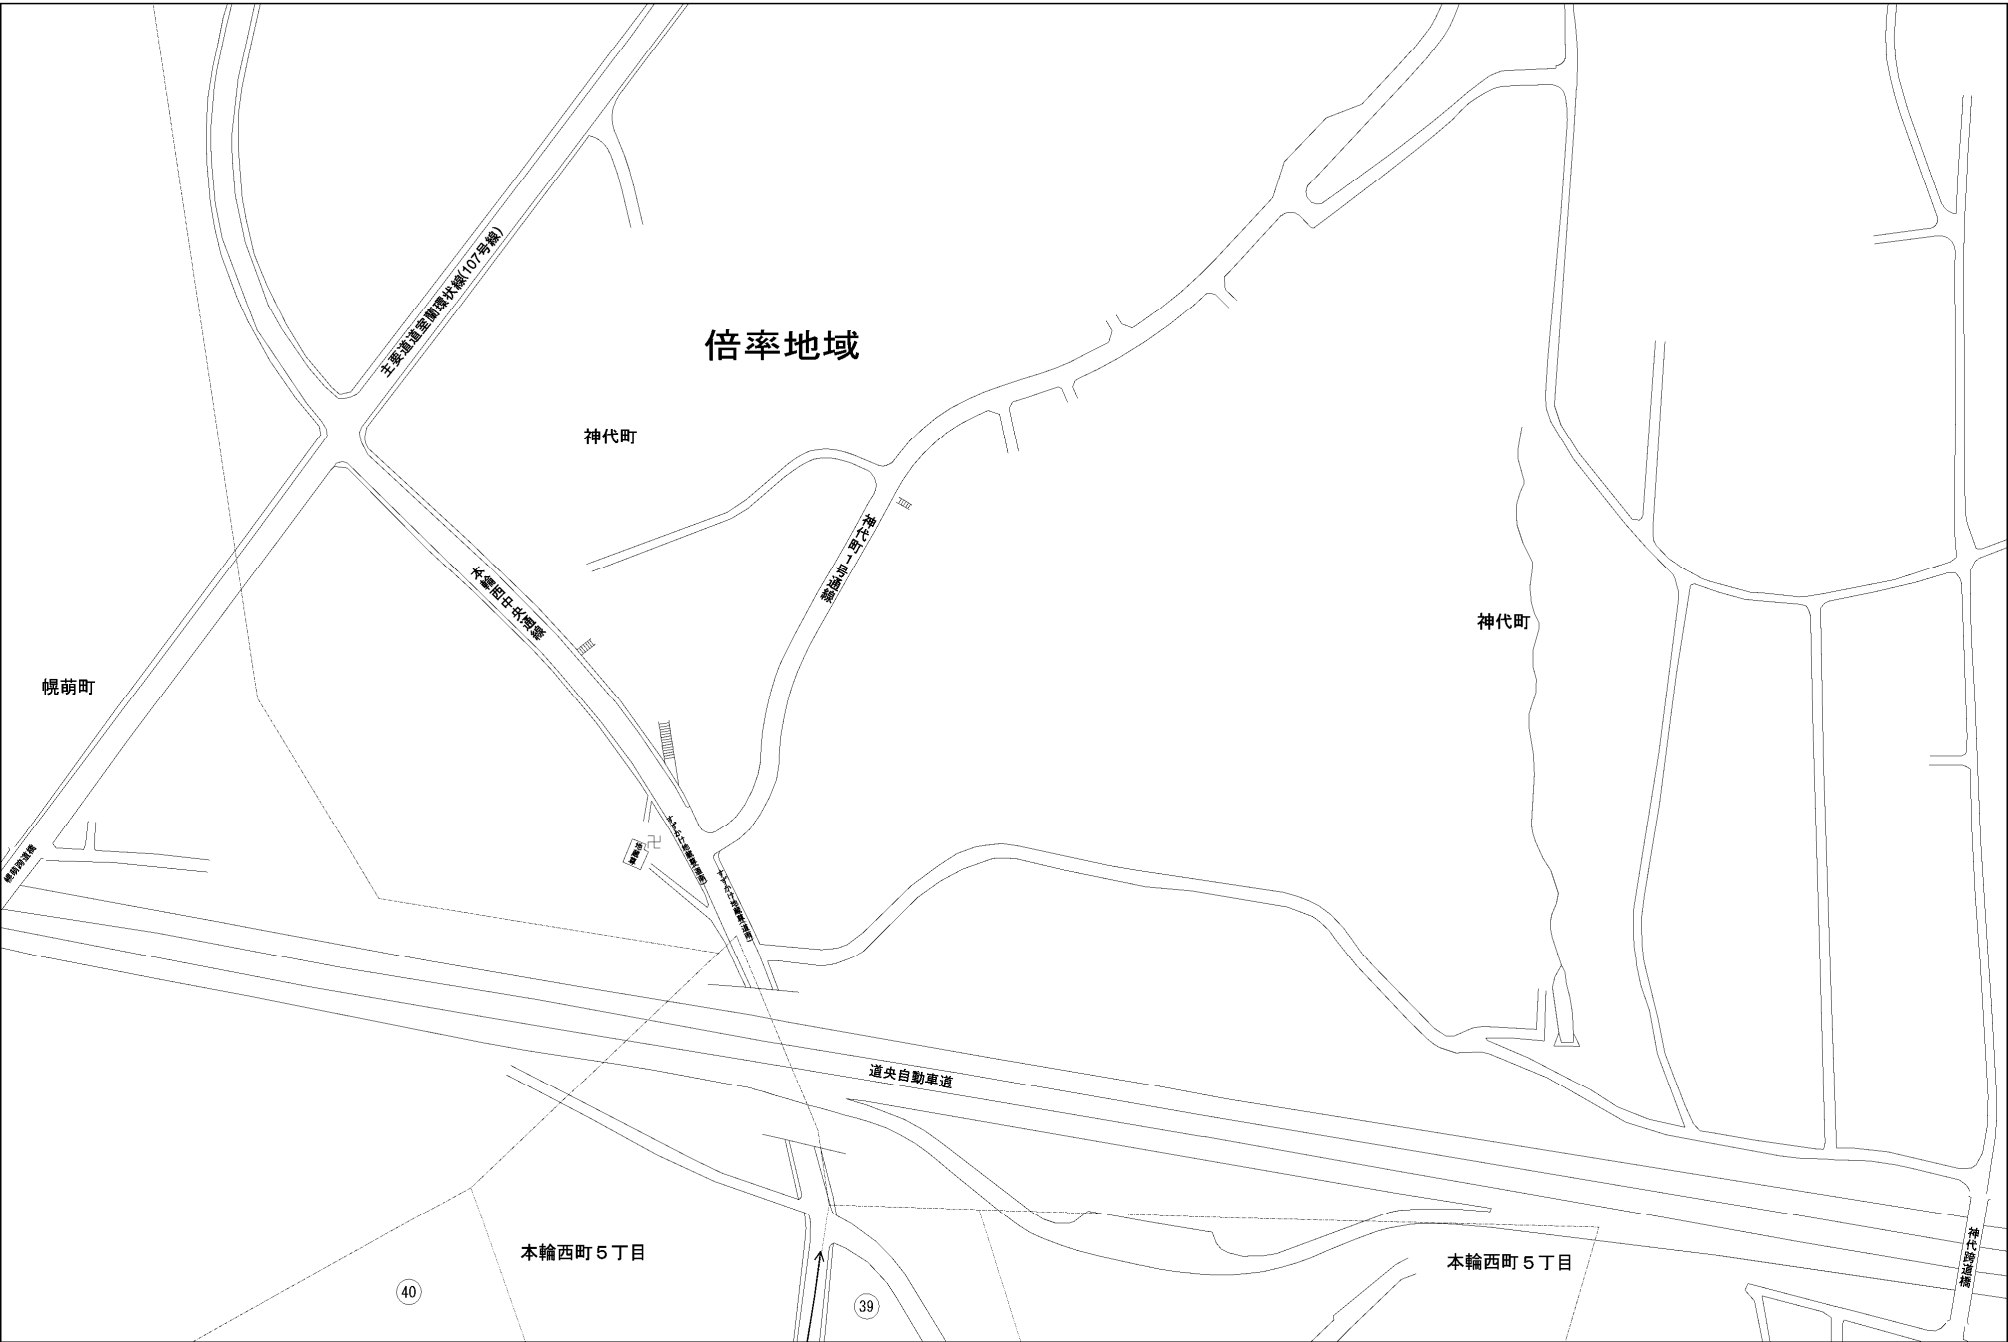 主要道道室蘭環状線(107号線)
倍率地域
神代町
神代町1号通線
本輪西中央通線
神代町
幌萌町
幌萌跨道橋
道央自動車道
神代跨道橋
本輪西町5丁目
本輪西町5丁目
40
39